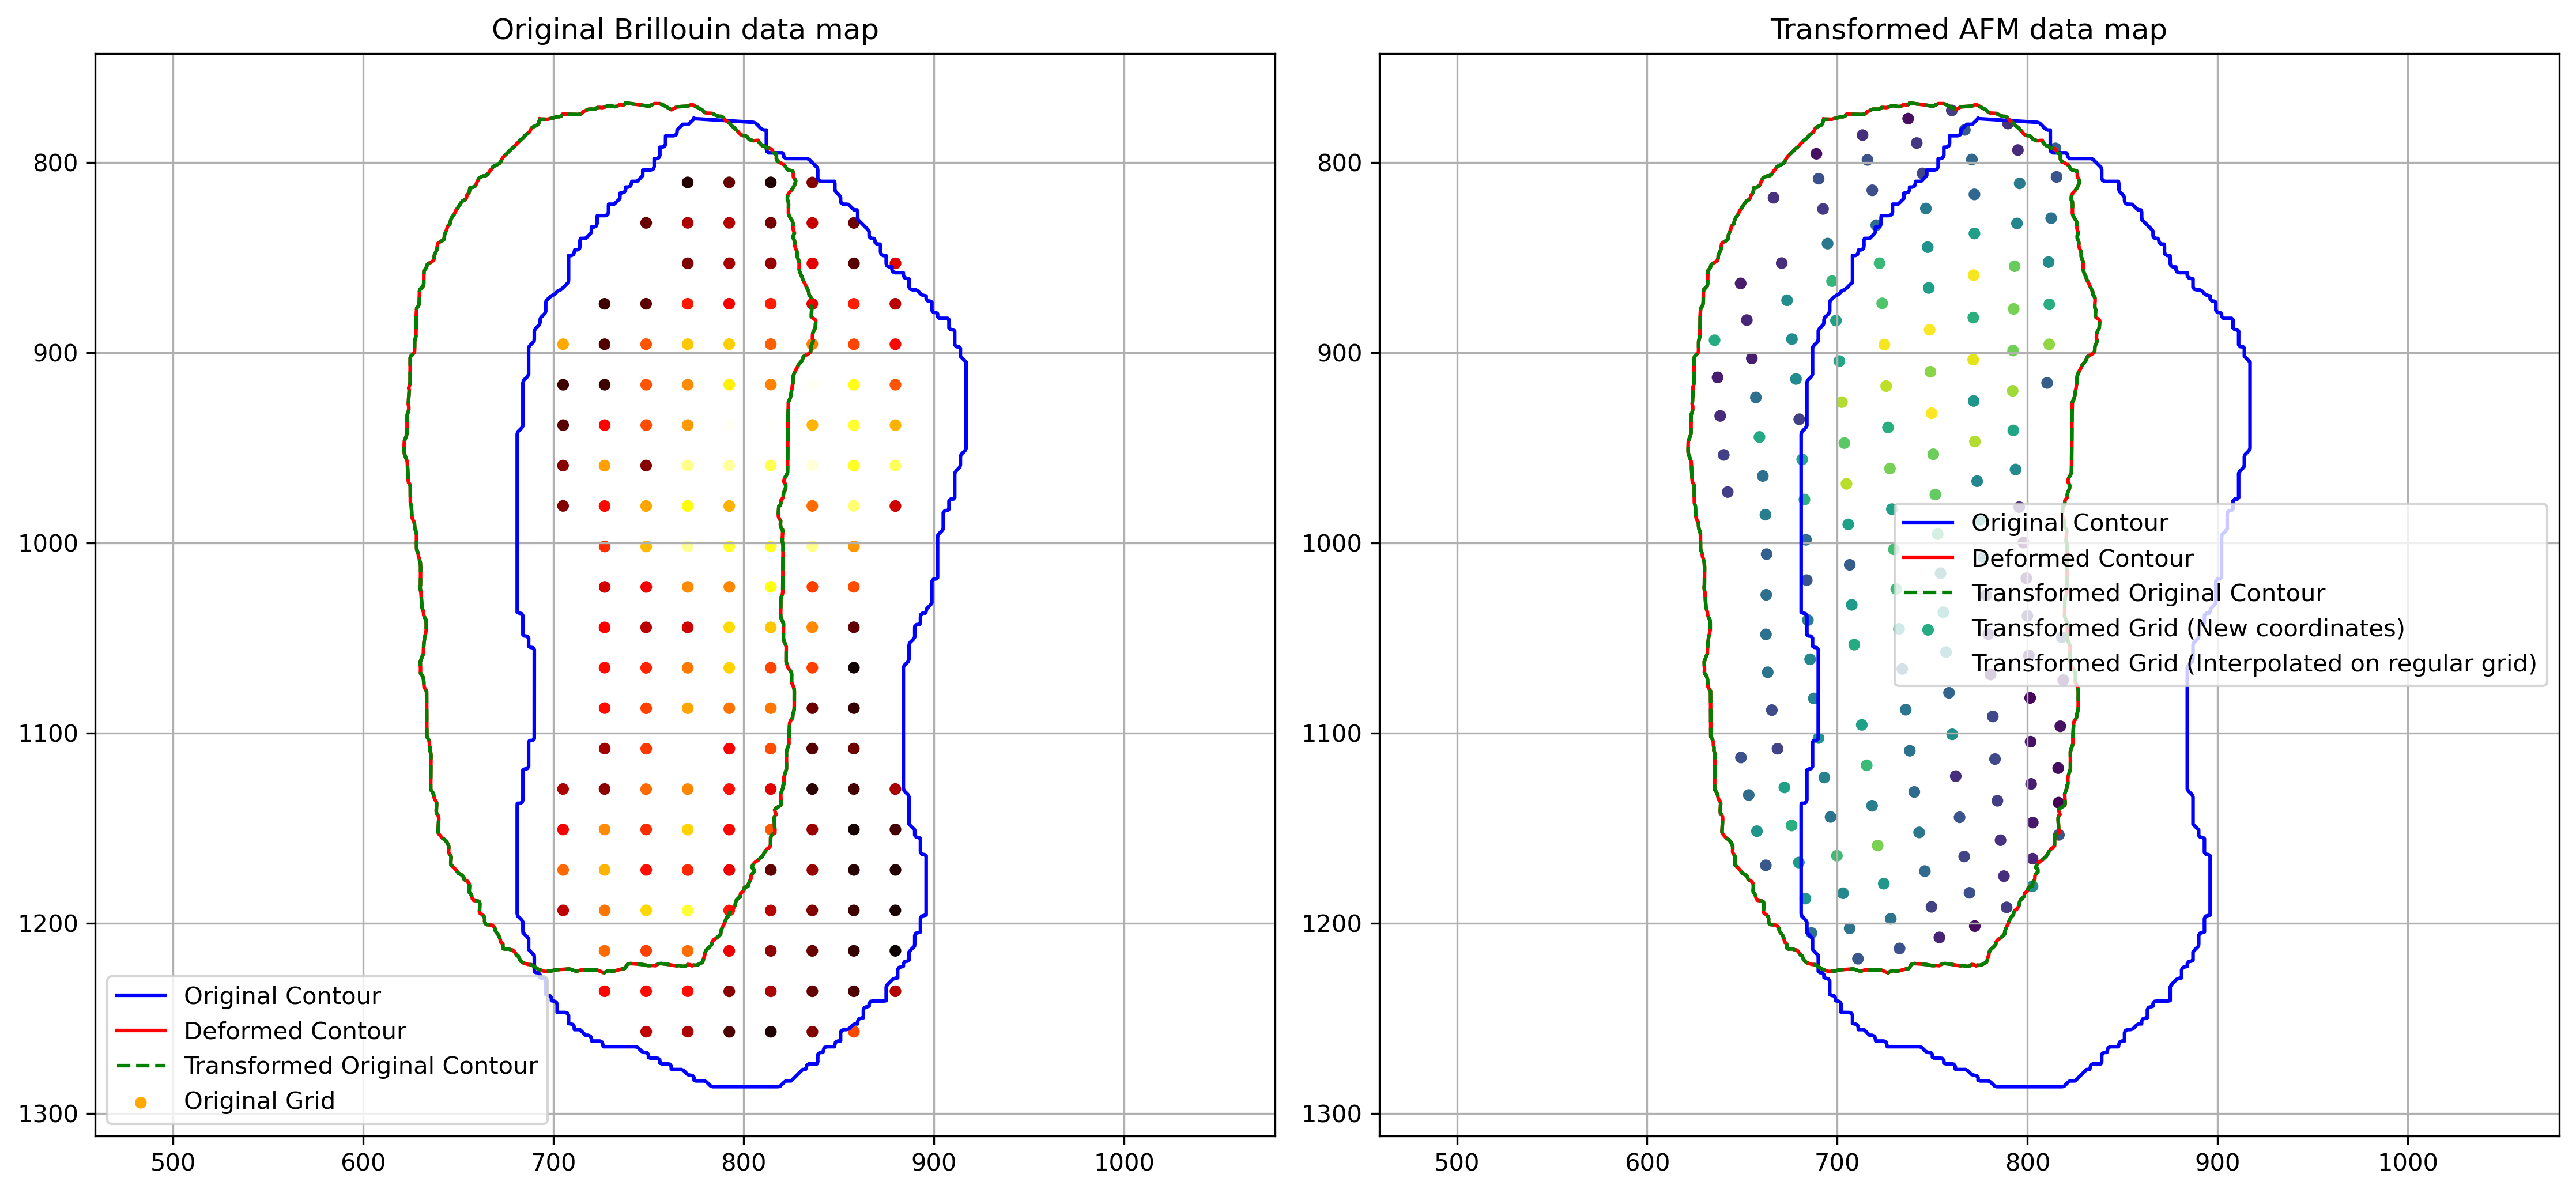 Original Brillouin data map
800
900
1000
1100
1200
1300
500
600
700
800
900
1000
Original Contour
Deformed Contour
Transformed Original Contour
Original Grid
Transformed AFM data map
800
900
1000
1100
1200
1300
500
600
700
800
900
1000
Original Contour
Deformed Contour
Transformed Original Contour
Transformed Grid (New coordinates)
Transformed Grid (Interpolated on regular grid)